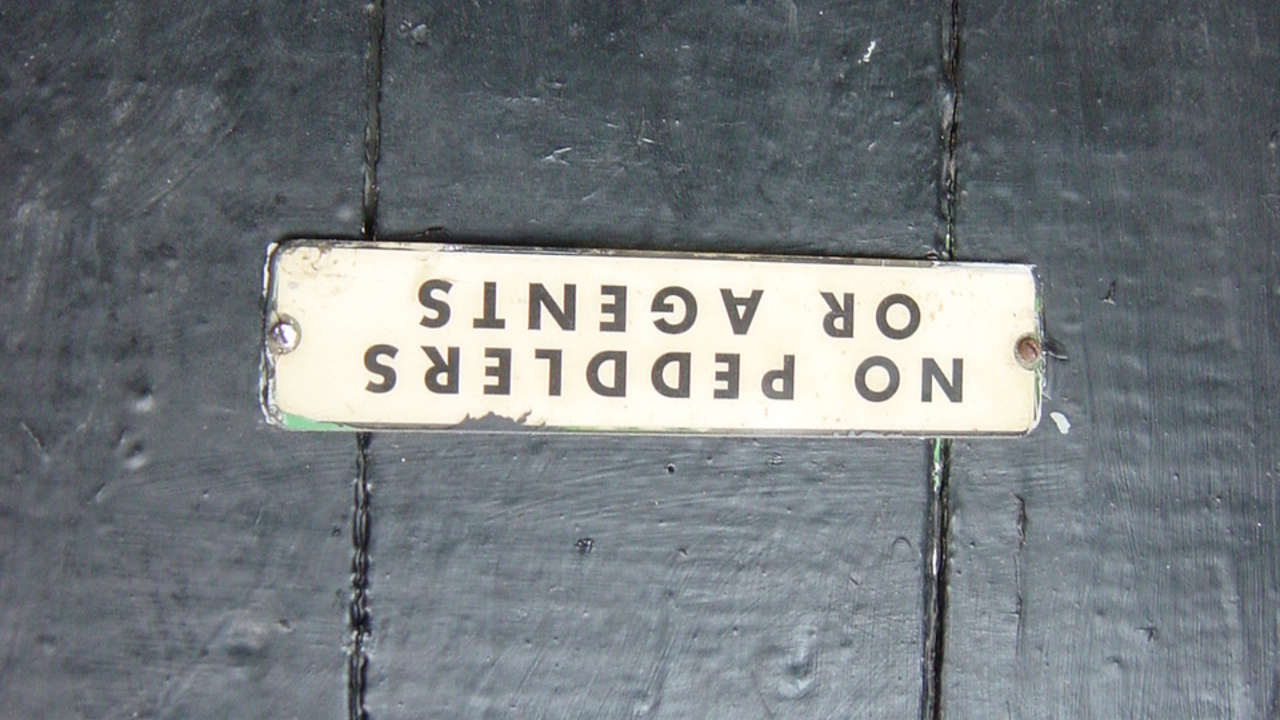 NO PEDDLERS
OR AGENTS